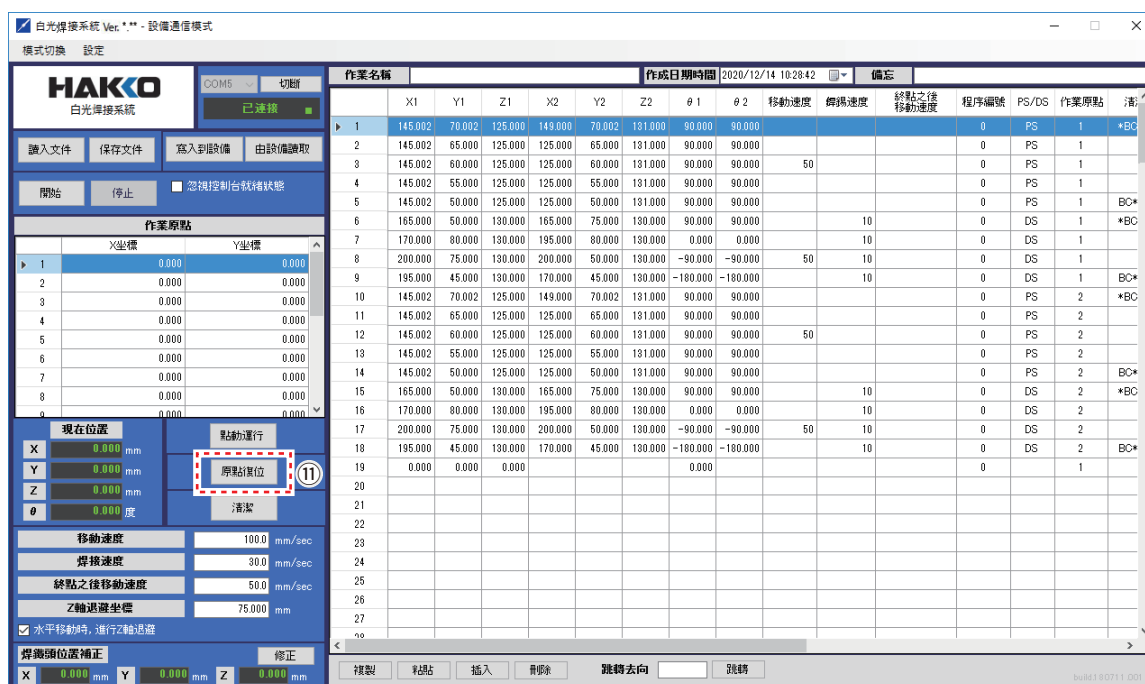 白光焊接系統 Ver. *.** - 設備通信模式
模式切換 設定
HAKKO
白光焊接系統
COM5 切斷
已連接
讀入文件 保存文件 寫入到設備 由設備讀取
開始 停止 忽視控制台就緒狀態
作業原點
X坐標 Y坐標
1 0.000 0.000
2 0.000 0.000
3 0.000 0.000
4 0.000 0.000
5 0.000 0.000
6 0.000 0.000
7 0.000 0.000
8 0.000 0.000
9 0.000 0.000
現在位置
X 0.000 mm
Y 0.000 mm
Z 0.000 mm
θ 0.000 度
點動運行
原點復位 ⑪
清潔
移動速度 100.0 mm/sec
焊接速度 30.0 mm/sec
終點之後移動速度 50.0 mm/sec
Z軸退避坐標 75.000 mm
水平移動時, 進行Z軸退避
焊鐵頭位置補正 修正
X 0.000 mm Y 0.000 mm Z 0.000 mm
作業名稱 作成日期時間 2020/12/14 10:28:42 備忘
X1 Y1 Z1 X2 Y2 Z2 θ1 θ2 移動速度 銲錫速度 終點之後移動速度 程序編號 PS/DS 作業原點
1 145.002 70.002 125.000 149.000 70.002 131.000 90.000 90.000 0 PS 1 *BC
2 145.002 65.000 125.000 125.000 65.000 131.000 90.000 90.000 0 PS 1
3 145.002 60.000 125.000 125.000 60.000 131.000 90.000 90.000 50 0 PS 1
4 145.002 55.000 125.000 125.000 55.000 131.000 90.000 90.000 0 PS 1
5 145.002 50.000 125.000 125.000 50.000 131.000 90.000 90.000 0 PS 1 BC*
6 165.000 50.000 130.000 165.000 75.000 130.000 90.000 90.000 10 0 DS 1 *BC
7 170.000 80.000 130.000 195.000 80.000 130.000 0.000 0.000 10 0 DS 1
8 200.000 75.000 130.000 200.000 50.000 130.000 -90.000 -90.000 50 10 0 DS 1
9 195.000 45.000 130.000 170.000 45.000 130.000 -180.000 -180.000 10 0 DS 1 BC*
10 145.002 70.002 125.000 149.000 70.002 131.000 90.000 90.000 0 PS 2 *BC
11 145.002 65.000 125.000 125.000 65.000 131.000 90.000 90.000 0 PS 2
12 145.002 60.000 125.000 125.000 60.000 131.000 90.000 90.000 50 0 PS 2
13 145.002 55.000 125.000 125.000 55.000 131.000 90.000 90.000 0 PS 2
14 145.002 50.000 125.000 125.000 50.000 131.000 90.000 90.000 0 PS 2 BC*
15 165.000 50.000 130.000 165.000 75.000 130.000 90.000 90.000 10 0 DS 2 *BC
16 170.000 80.000 130.000 195.000 80.000 130.000 0.000 0.000 10 0 DS 2
17 200.000 75.000 130.000 200.000 50.000 130.000 -90.000 -90.000 50 10 0 DS 2
18 195.000 45.000 130.000 170.000 45.000 130.000 -180.000 -180.000 10 0 DS 2 BC*
19 0.000 0.000 0.000 0.000 0 1
20
21
22
23
24
25
26
27
28
複製 粘貼 插入 刪除 跳轉去向 跳轉
build.180711.001